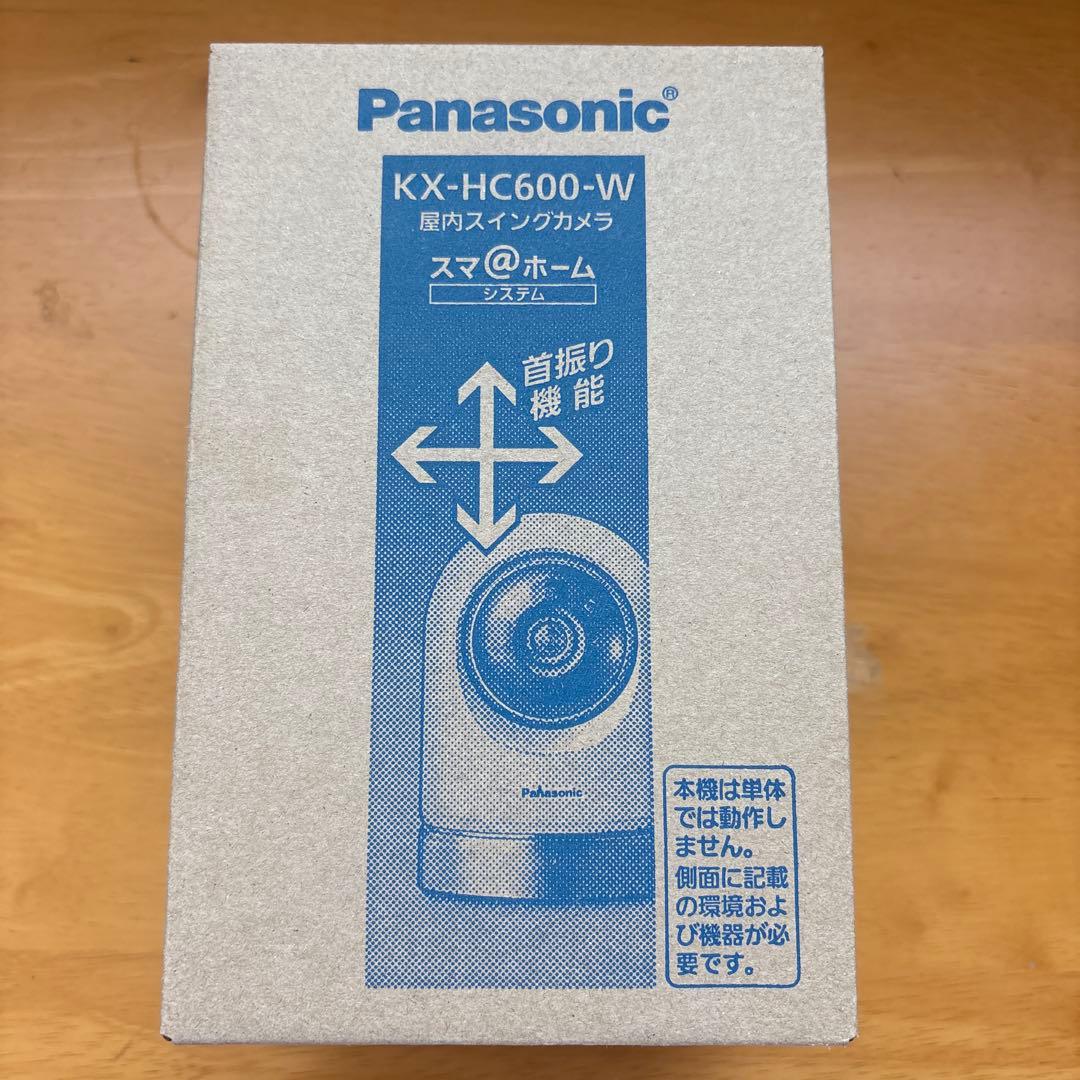 Panasonic®
KX-HC600-W
屋内スイングカメラ
スマ@ホーム
システム
首振り
機能
Panasonic
本機は単体
では動作し
ません。
側面に記載
の環境およ
び機器が必
要です。